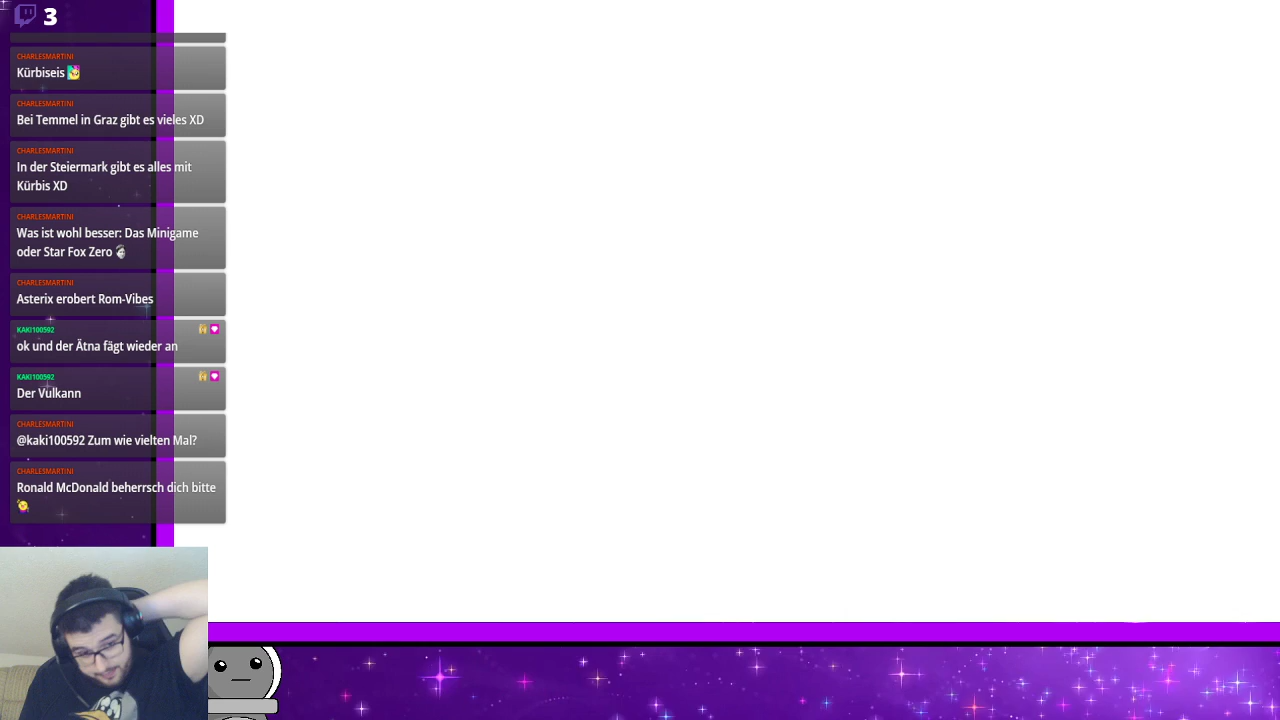 3
CHARLESMARTINI
Kürbiseis
CHARLESMARTINI
Bei Temmel in Graz gibt es vieles XD
CHARLESMARTINI
In der Steiermark gibt es alles mit
Kürbis XD
CHARLESMARTINI
Was ist wohl besser: Das Minigame
oder Star Fox Zero
CHARLESMARTINI
Asterix erobert Rom-Vibes
KAKI100592
ok und der Ätna fägt wieder an
KAKI100592
Der Vulkann
CHARLESMARTINI
@kaki100592 Zum wie vielten Mal?
CHARLESMARTINI
Ronald McDonald beherrsch dich bitte